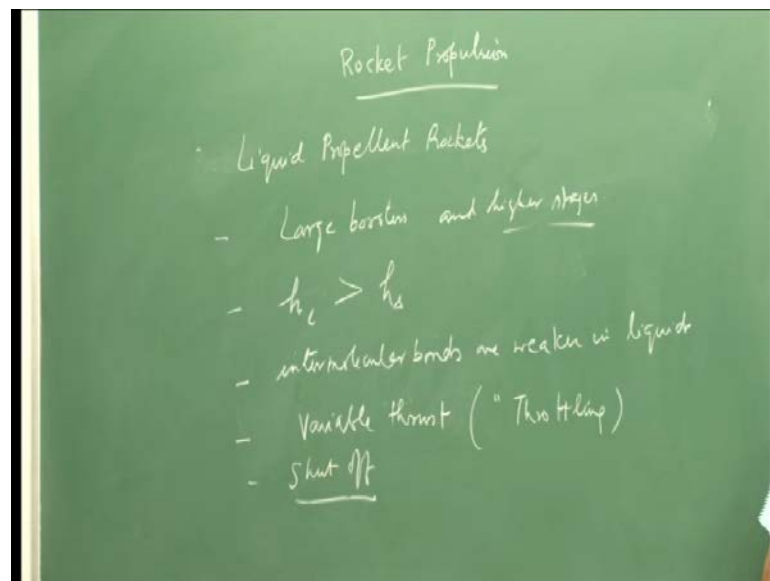 Rocket Propulsion
Liquid Propellent Rockets
- Large boosters and higher stages
- h_l > h_s
- intermolecular bonds are weaker in liquids
- Variable thrust ("Throttling)
- Shut off